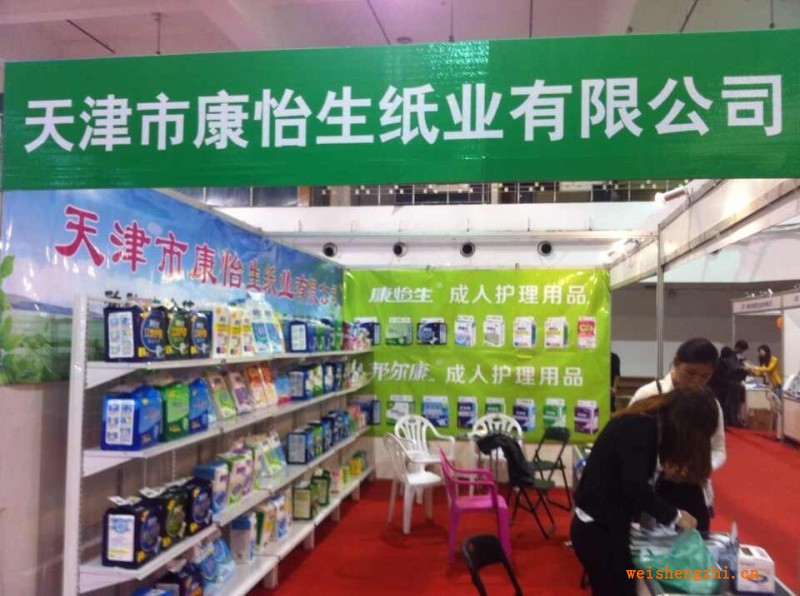 天津市康怡生纸业有限公司
天津市康怡生纸业有限公司
康怡生 成人护理用品
邦尔康 成人护理用品
weishengzhi.cn